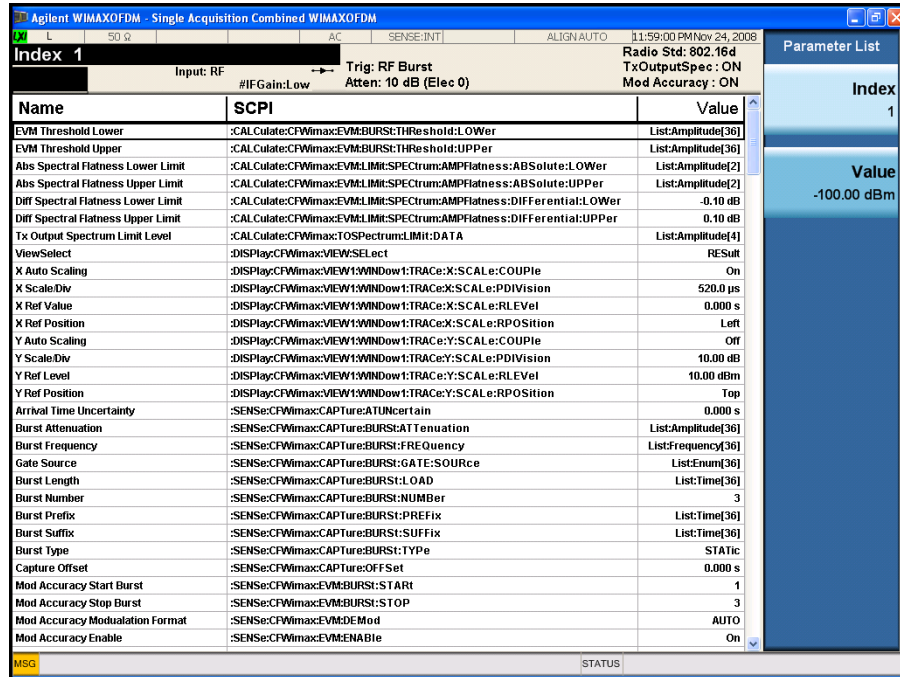 Agilent WIMAXOFDM - Single Acquisition Combined WIMAXOFDM
LXI L 50 Ω AC SENSE:INT ALIGN AUTO 11:59:00 PM Nov 24, 2008
Index 1
Input: RF
#IFGain:Low
Trig: RF Burst
Atten: 10 dB (Elec 0)
Radio Std: 802.16d
TxOutputSpec : ON
Mod Accuracy : ON
Parameter List
Index
1
Value
-100.00 dBm
Name SCPI Value
EVM Threshold Lower :CALCulate:CFWimax:EVM:BURSt:THReshold:LOWer List:Amplitude[36]
EVM Threshold Upper :CALCulate:CFWimax:EVM:BURSt:THReshold:UPPer List:Amplitude[36]
Abs Spectral Flatness Lower Limit :CALCulate:CFWimax:EVM:LIMit:SPECtrum:AMPFlatness:ABSolute:LOWer List:Amplitude[2]
Abs Spectral Flatness Upper Limit :CALCulate:CFWimax:EVM:LIMit:SPECtrum:AMPFlatness:ABSolute:UPPer List:Amplitude[2]
Diff Spectral Flatness Lower Limit :CALCulate:CFWimax:EVM:LIMit:SPECtrum:AMPFlatness:DIFFerential:LOWer -0.10 dB
Diff Spectral Flatness Upper Limit :CALCulate:CFWimax:EVM:LIMit:SPECtrum:AMPFlatness:DIFFerential:UPPer 0.10 dB
Tx Output Spectrum Limit Level :CALCulate:CFWimax:TOSPectrum:LIMit:DATA List:Amplitude[4]
ViewSelect :DISPlay:CFWimax:VIEW:SELect RESult
X Auto Scaling :DISPlay:CFWimax:VIEW1:WINDow1:TRACe:X:SCALe:COUPle On
X Scale/Div :DISPlay:CFWimax:VIEW1:WINDow1:TRACe:X:SCALe:PDIVision 520.0 µs
X Ref Value :DISPlay:CFWimax:VIEW1:WINDow1:TRACe:X:SCALe:RLEVel 0.000 s
X Ref Position :DISPlay:CFWimax:VIEW1:WINDow1:TRACe:X:SCALe:RPOSition Left
Y Auto Scaling :DISPlay:CFWimax:VIEW1:WINDow1:TRACe:Y:SCALe:COUPle Off
Y Scale/Div :DISPlay:CFWimax:VIEW1:WINDow1:TRACe:Y:SCALe:PDIVision 10.00 dB
Y Ref Level :DISPlay:CFWimax:VIEW1:WINDow1:TRACe:Y:SCALe:RLEVel 10.00 dBm
Y Ref Position :DISPlay:CFWimax:VIEW1:WINDow1:TRACe:Y:SCALe:RPOSition Top
Arrival Time Uncertainty :SENSe:CFWimax:CAPTure:ATUNcertain 0.000 s
Burst Attenuation :SENSe:CFWimax:CAPTure:BURSt:ATTenuation List:Amplitude[36]
Burst Frequency :SENSe:CFWimax:CAPTure:BURSt:FREQuency List:Frequency[36]
Gate Source :SENSe:CFWimax:CAPTure:BURSt:GATE:SOURce List:Enum[36]
Burst Length :SENSe:CFWimax:CAPTure:BURSt:LOAD List:Time[36]
Burst Number :SENSe:CFWimax:CAPTure:BURSt:NUMBer 3
Burst Prefix :SENSe:CFWimax:CAPTure:BURSt:PREFix List:Time[36]
Burst Suffix :SENSe:CFWimax:CAPTure:BURSt:SUFFix List:Time[36]
Burst Type :SENSe:CFWimax:CAPTure:BURSt:TYPe STATic
Capture Offset :SENSe:CFWimax:CAPTure:OFFSet 0.000 s
Mod Accuracy Start Burst :SENSe:CFWimax:EVM:BURSt:STARt 1
Mod Accuracy Stop Burst :SENSe:CFWimax:EVM:BURSt:STOP 3
Mod Accuracy Modualation Format :SENSe:CFWimax:EVM:DEMod AUTO
Mod Accuracy Enable :SENSe:CFWimax:EVM:ENABle On
MSG STATUS